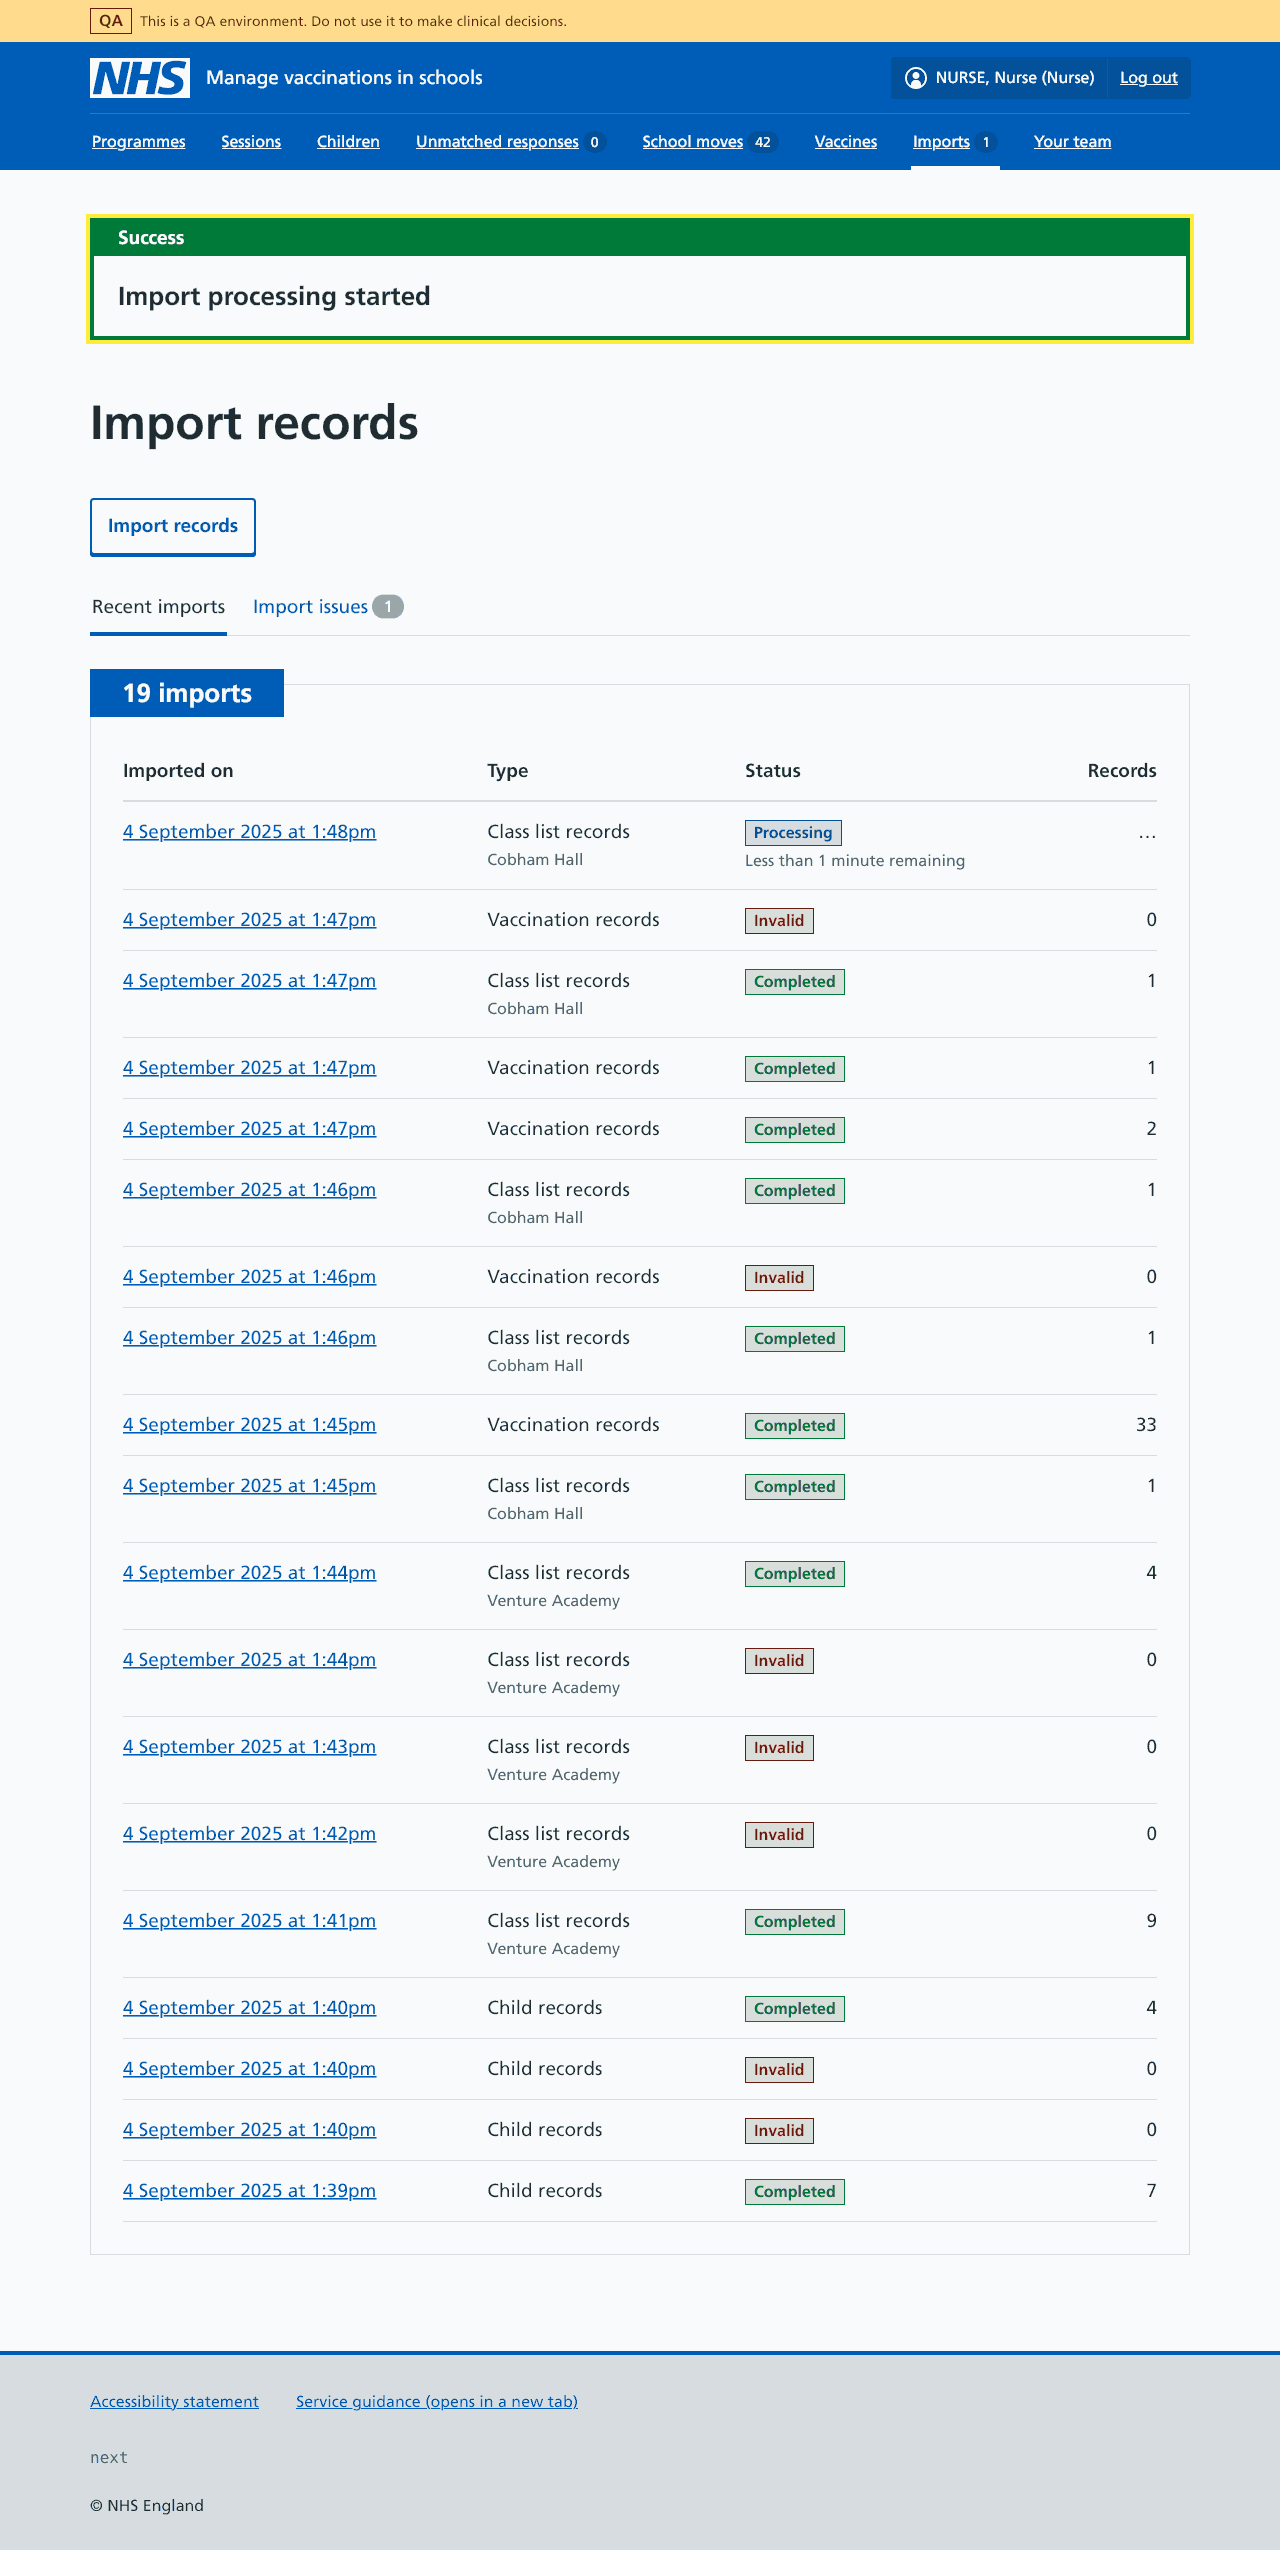 QA This is a QA environment. Do not use it to make clinical decisions.
NHS Manage vaccinations in schools NURSE, Nurse (Nurse) Log out
Programmes Sessions Children Unmatched responses 0 School moves 42 Vaccines Imports 1 Your team
Success
Import processing started
Import records
Import records
Recent imports Import issues 1
19 imports
Imported on Type Status Records
4 September 2025 at 1:48pm Class list records Processing ...
Cobham Hall Less than 1 minute remaining
4 September 2025 at 1:47pm Vaccination records Invalid 0
4 September 2025 at 1:47pm Class list records Completed 1
Cobham Hall
4 September 2025 at 1:47pm Vaccination records Completed 1
4 September 2025 at 1:47pm Vaccination records Completed 2
4 September 2025 at 1:46pm Class list records Completed 1
Cobham Hall
4 September 2025 at 1:46pm Vaccination records Invalid 0
4 September 2025 at 1:46pm Class list records Completed 1
Cobham Hall
4 September 2025 at 1:45pm Vaccination records Completed 33
4 September 2025 at 1:45pm Class list records Completed 1
Cobham Hall
4 September 2025 at 1:44pm Class list records Completed 4
Venture Academy
4 September 2025 at 1:44pm Class list records Invalid 0
Venture Academy
4 September 2025 at 1:43pm Class list records Invalid 0
Venture Academy
4 September 2025 at 1:42pm Class list records Invalid 0
Venture Academy
4 September 2025 at 1:41pm Class list records Completed 9
Venture Academy
4 September 2025 at 1:40pm Child records Completed 4
4 September 2025 at 1:40pm Child records Invalid 0
4 September 2025 at 1:40pm Child records Invalid 0
4 September 2025 at 1:39pm Child records Completed 7
Accessibility statement Service guidance (opens in a new tab)
next
© NHS England